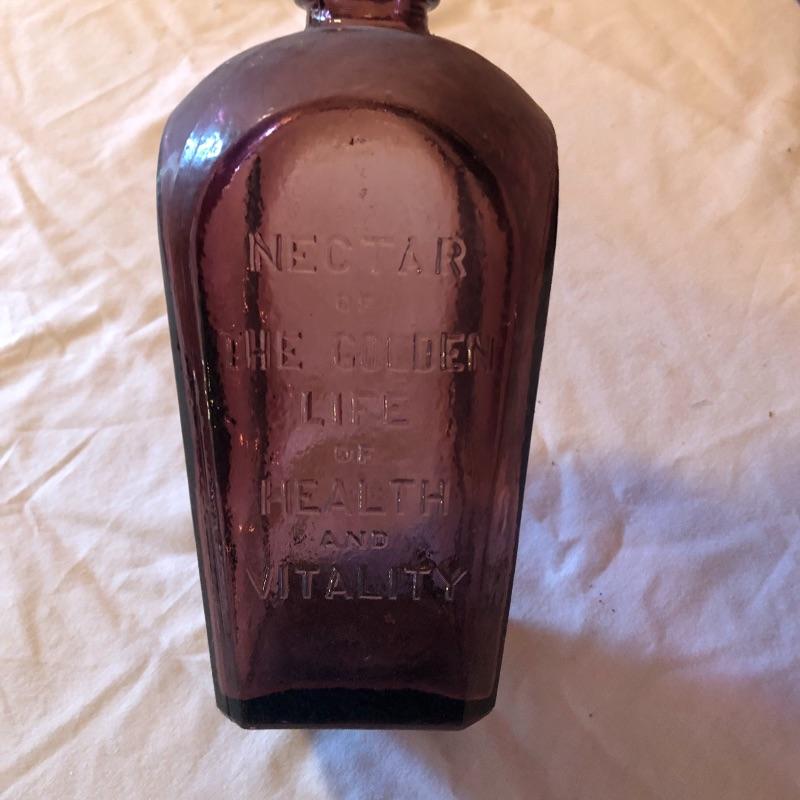 NECTAR
OF
THE GOLDEN
LIFE
OF
HEALTH
AND
VITALITY